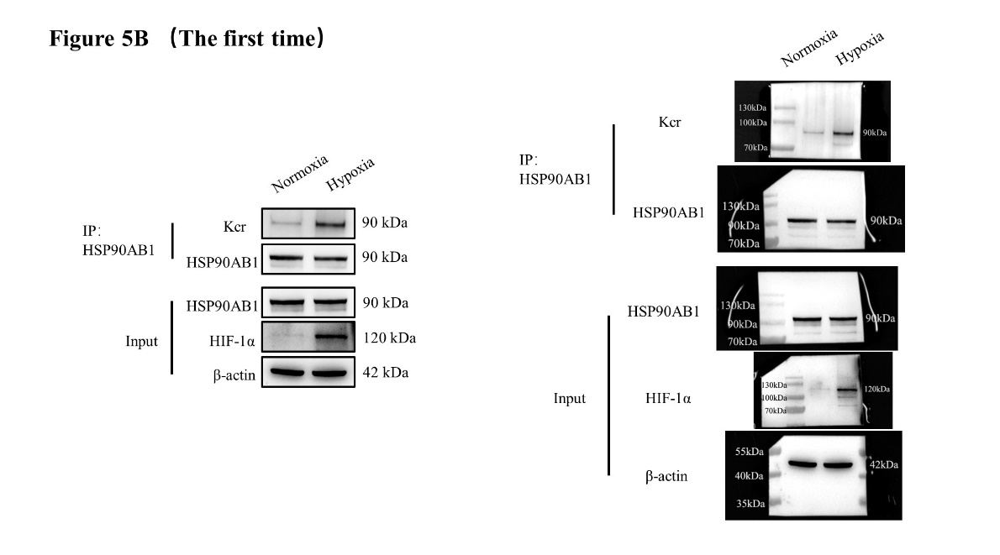 Figure 5B （The first time）
Normoxia
Hypoxia
IP:
HSP90AB1
Kcr
90 kDa
HSP90AB1
90 kDa
Input
HSP90AB1
90 kDa
HIF-1α
120 kDa
β-actin
42 kDa
Normoxia
Hypoxia
IP:
HSP90AB1
Kcr
130kDa
100kDa
70kDa
90kDa
HSP90AB1
130kDa
90kDa
70kDa
90kDa
Input
HSP90AB1
130kDa
90kDa
70kDa
90kDa
HIF-1α
130kDa
100kDa
70kDa
120kDa
β-actin
55kDa
40kDa
35kDa
42kDa